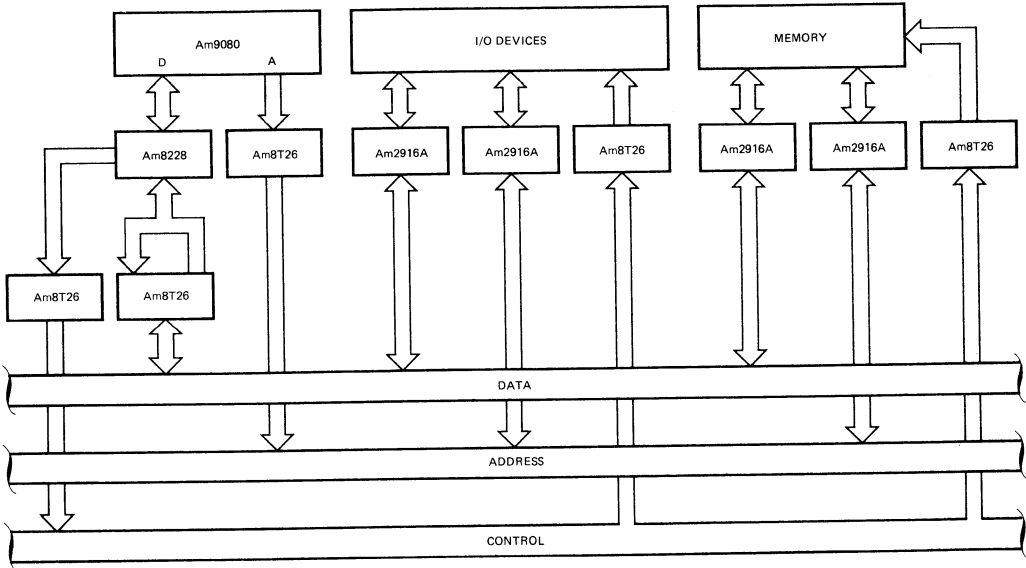 Am9080
D A
I/O DEVICES
MEMORY
Am8228
Am8T26
Am2916A
Am2916A
Am8T26
Am2916A
Am2916A
Am8T26
Am8T26
Am8T26
DATA
ADDRESS
CONTROL